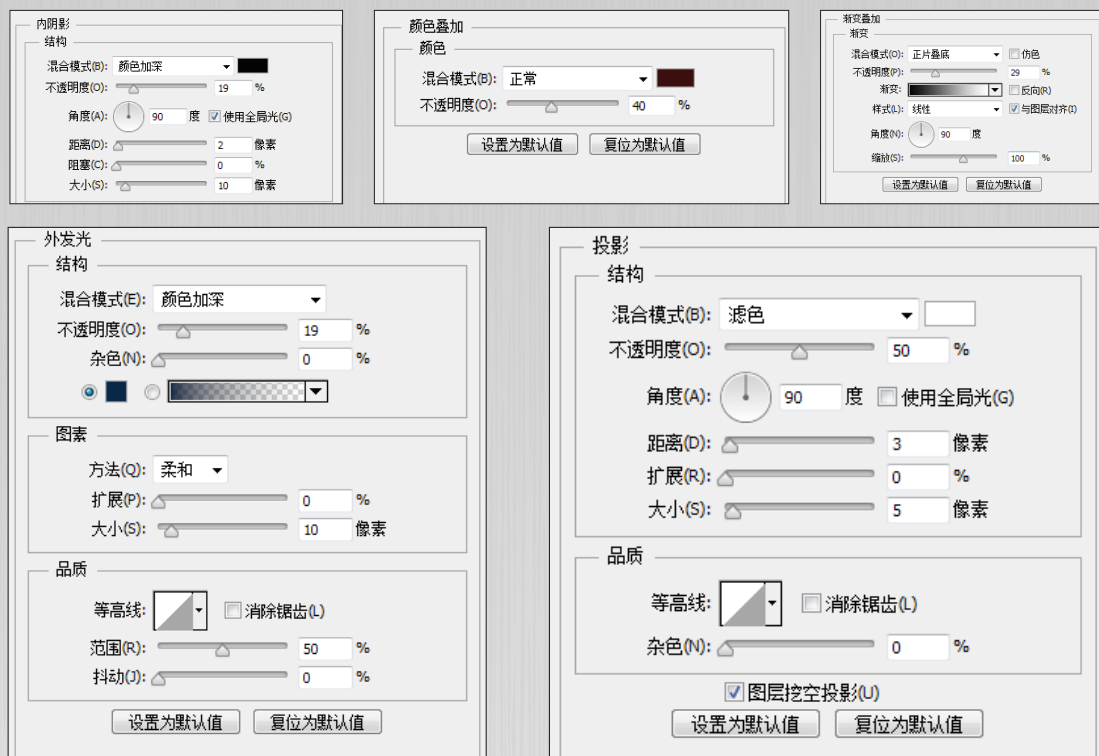 内阴影
结构
混合模式(B): 颜色加深
不透明度(O): 19 %
角度(A): 90 度 使用全局光(G)
距离(D): 2 像素
阻塞(C): 0 %
大小(S): 10 像素
颜色叠加
颜色
混合模式(B): 正常
不透明度(O): 40 %
设置为默认值 复位为默认值
渐变叠加
渐变
混合模式(O): 正片叠底 仿色
不透明度(P): 29 %
渐变: 反向(R)
样式(L): 线性 与图层对齐(I)
角度(N): 90 度
缩放(S): 100 %
设置为默认值 复位为默认值
外发光
结构
混合模式(E): 颜色加深
不透明度(O): 19 %
杂色(N): 0 %
图素
方法(Q): 柔和
扩展(P): 0 %
大小(S): 10 像素
品质
等高线: 消除锯齿(L)
范围(R): 50 %
抖动(J): 0 %
设置为默认值 复位为默认值
投影
结构
混合模式(B): 滤色
不透明度(O): 50 %
角度(A): 90 度 使用全局光(G)
距离(D): 3 像素
扩展(R): 0 %
大小(S): 5 像素
品质
等高线: 消除锯齿(L)
杂色(N): 0 %
图层挖空投影(U)
设置为默认值 复位为默认值